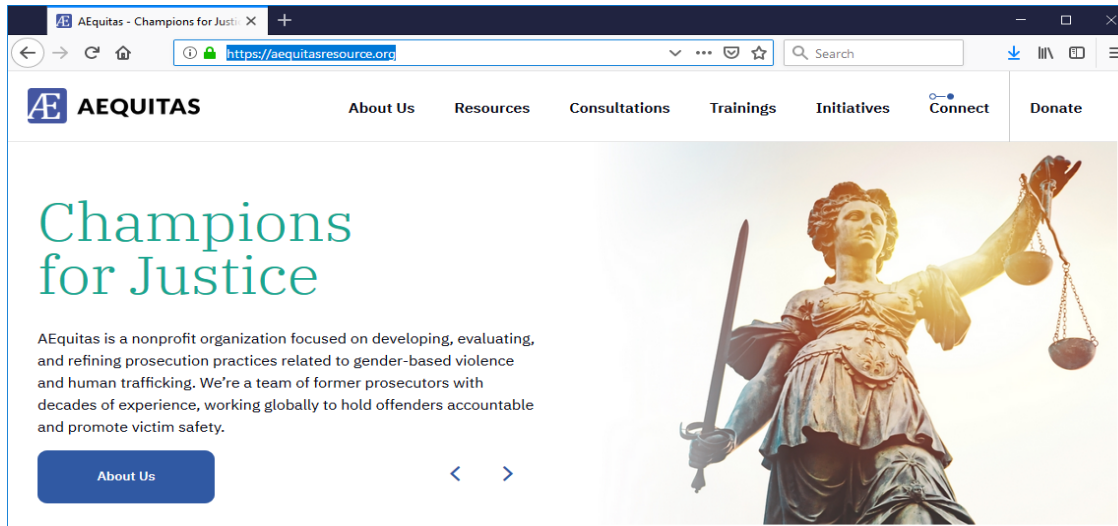 AEquitas - Champions for Justic
https://aequitasresource.org
Search
AEQUITAS
About Us
Resources
Consultations
Trainings
Initiatives
Connect
Donate
Champions
for Justice
AEquitas is a nonprofit organization focused on developing, evaluating,
and refining prosecution practices related to gender-based violence
and human trafficking. We're a team of former prosecutors with
decades of experience, working globally to hold offenders accountable
and promote victim safety.
About Us